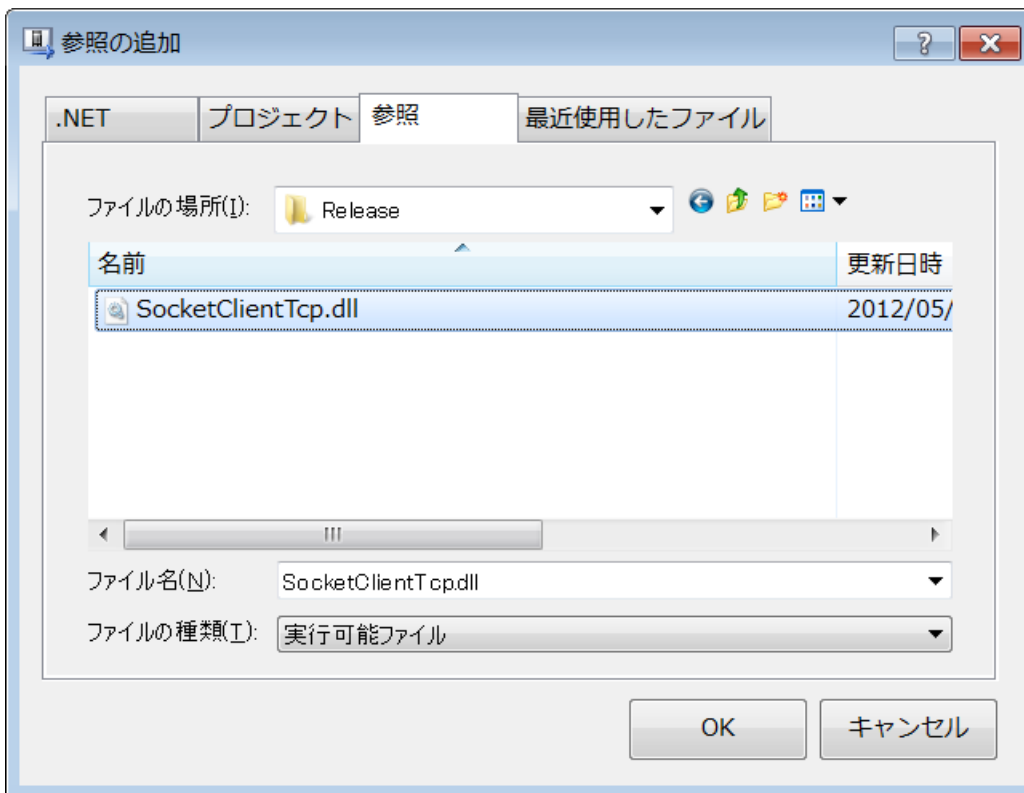 参照の追加
.NET プロジェクト 参照 最近使用したファイル
ファイルの場所(I): Release
名前 更新日時
SocketClientTcp.dll 2012/05/
ファイル名(N): SocketClientTcp.dll
ファイルの種類(T): 実行可能ファイル
OK キャンセル